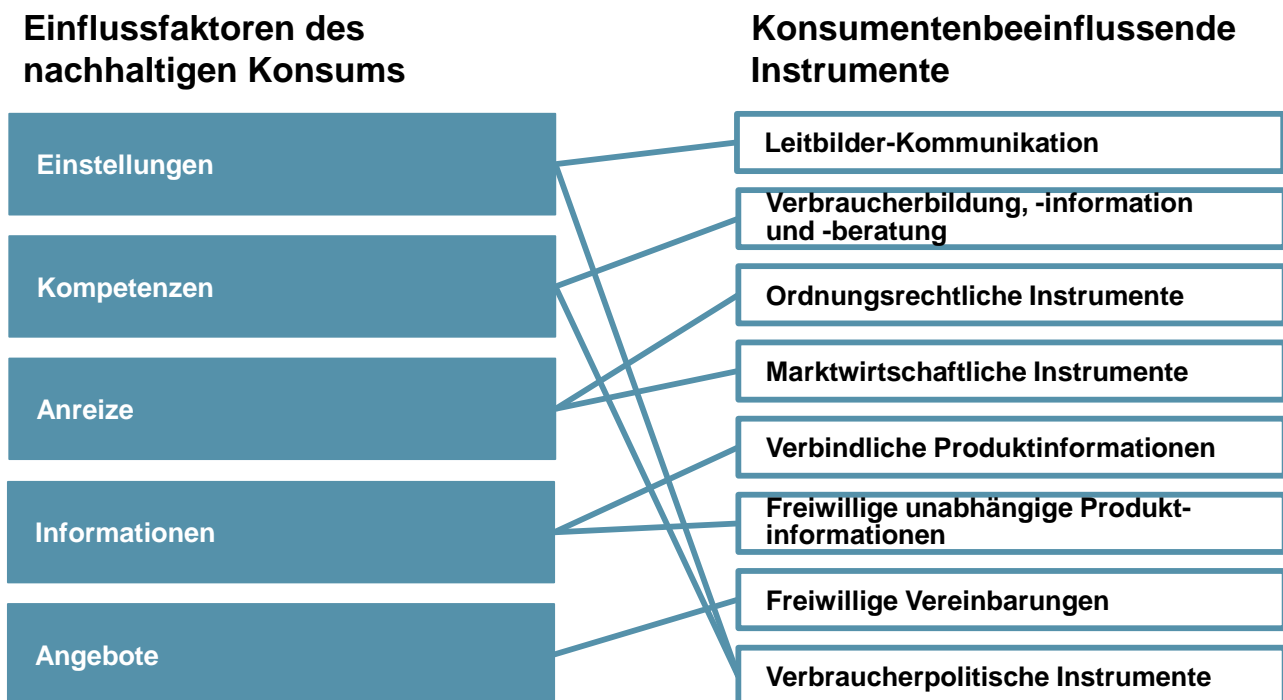 Einflussfaktoren des
nachhaltigen Konsums
Einstellungen
Kompetenzen
Anreize
Informationen
Angebote
Konsumentenbeeinflussende
Instrumente
Leitbilder-Kommunikation
Verbraucherbildung, -information
und -beratung
Ordnungsrechtliche Instrumente
Marktwirtschaftliche Instrumente
Verbindliche Produktinformationen
Freiwillige unabhängige Produkt-
informationen
Freiwillige Vereinbarungen
Verbraucherpolitische Instrumente